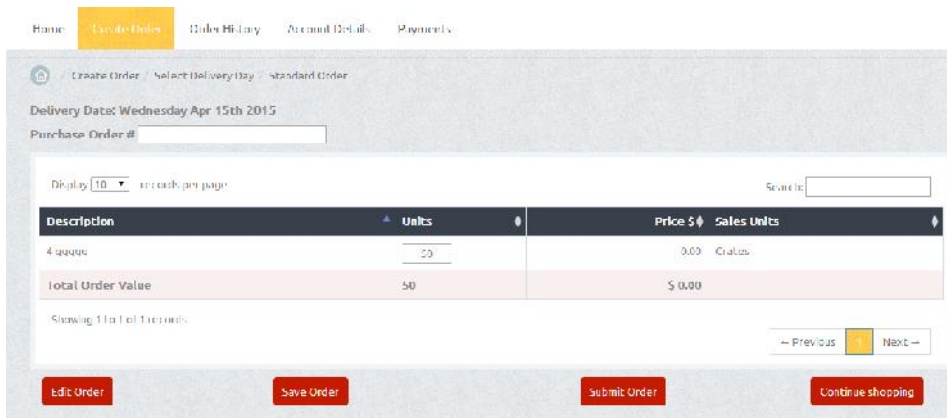 Home Create Order Order History Account Details Payments
/ Create Order / Select Delivery Day / Standard Order
Delivery Date: Wednesday Apr 15th 2015
Purchase Order #
Display 10 records per page
Search:
Description Units Price $ Sales Units
4 qqqqq 50 0.00 Crates
Total Order Value 50 $ 0.00
Showing 1 to 1 of 1 records
← Previous 1 Next →
Edit Order Save Order Submit Order Continue shopping